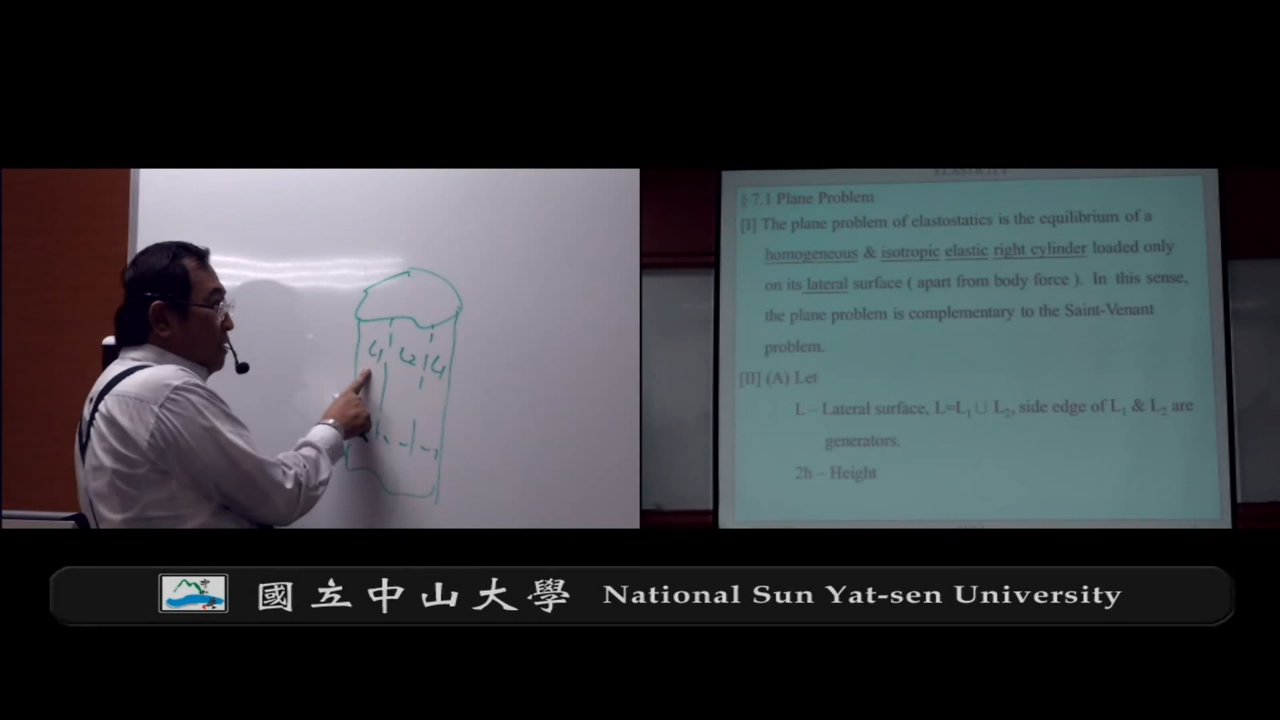 ELASTICITY
§7.1 Plane Problem
[I] The plane problem of elastostatics is the equilibrium of a
homogeneous & isotropic elastic right cylinder loaded only
on its lateral surface ( apart from body force ). In this sense,
the plane problem is complementary to the Saint-Venant
problem.
[II] (A) Let
L – Lateral surface, L=L₁∪ L₂, side edge of L₁ & L₂ are
generators.
2h – Height
L₁ L₂ L₁
國立中山大學 National Sun Yat-sen University